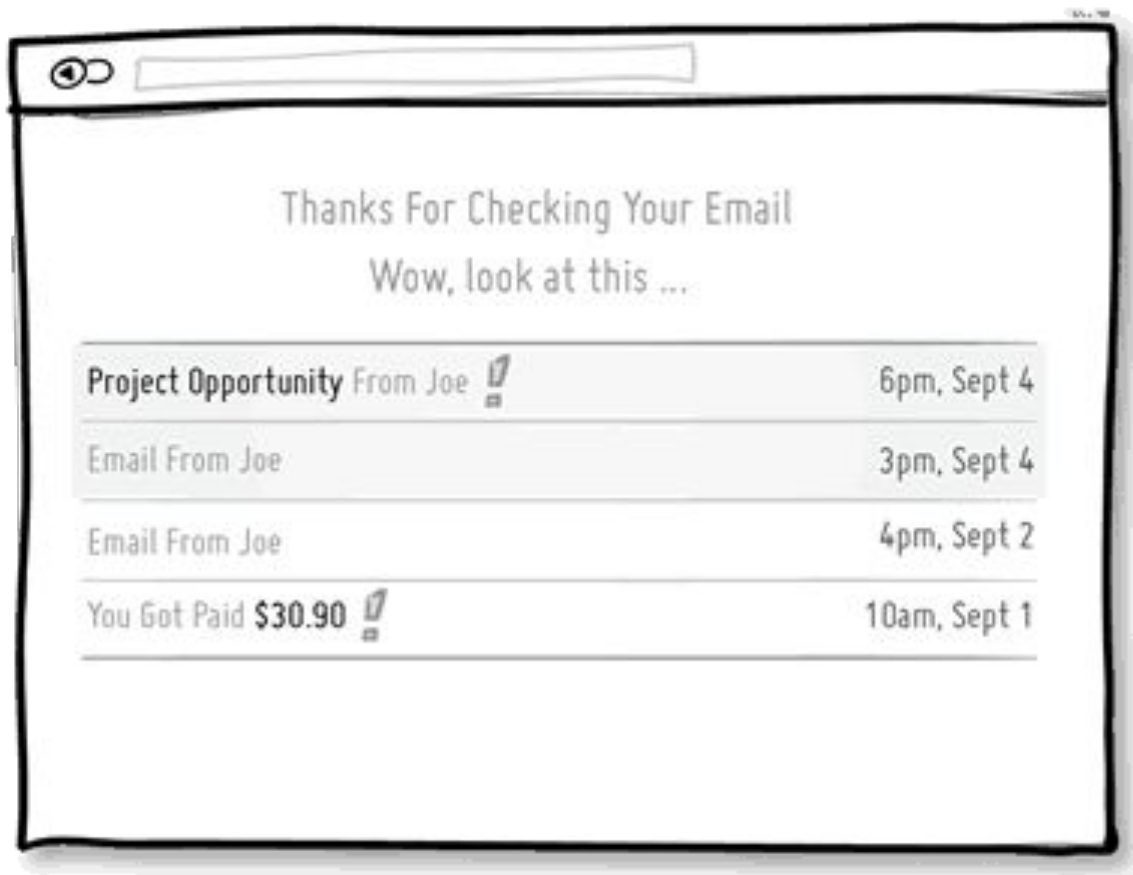 Thanks For Checking Your Email
Wow, look at this ...
Project Opportunity From Joe ! 6pm, Sept 4
Email From Joe 3pm, Sept 4
Email From Joe 4pm, Sept 2
You Got Paid $30.90 ! 10am, Sept 1